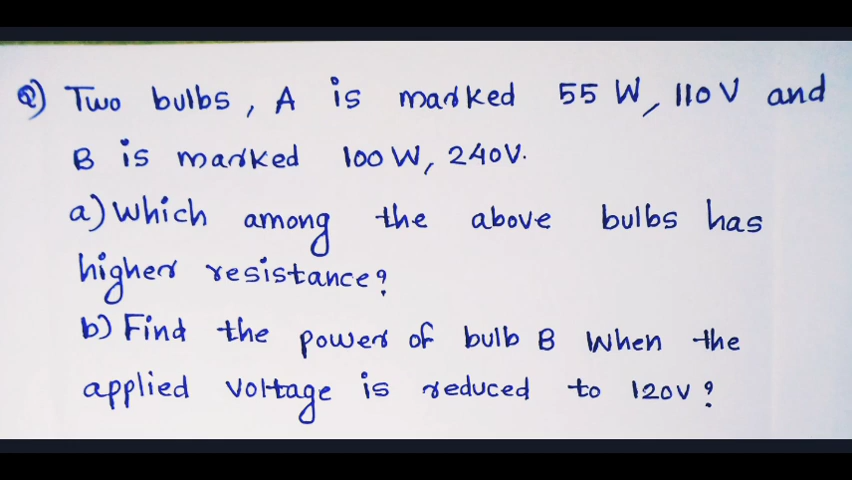 Q) Two bulbs, A is marked 55 W, 110 V and
B is marked 100 W, 240V.
a) Which among the above bulbs has
higher resistance?
b) Find the power of bulb B When the
applied voltage is reduced to 120V?